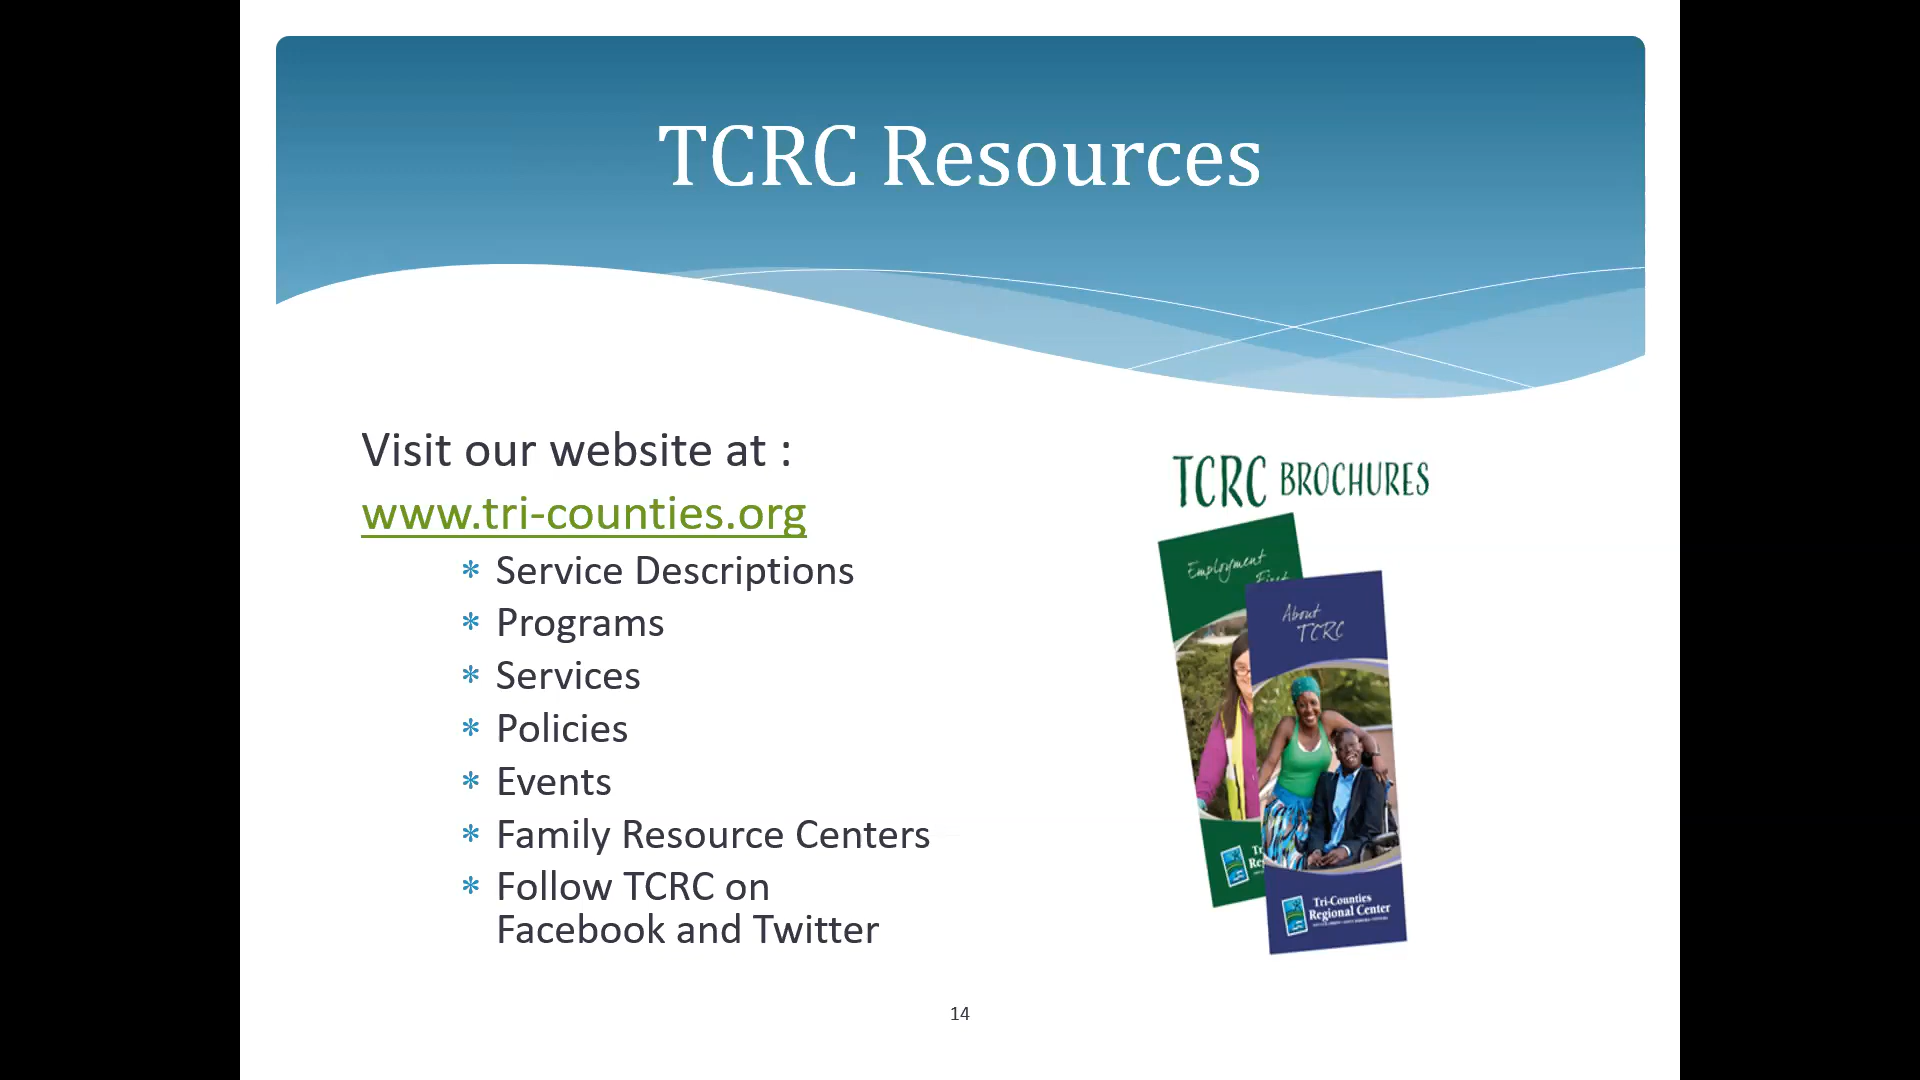 TCRC Resources
Visit our website at :
www.tri-counties.org
* Service Descriptions
* Programs
* Services
* Policies
* Events
* Family Resource Centers
* Follow TCRC on
Facebook and Twitter
TCRC BROCHURES
Employment
First
About
TCRC
Tri-Counties
Regional Center
14